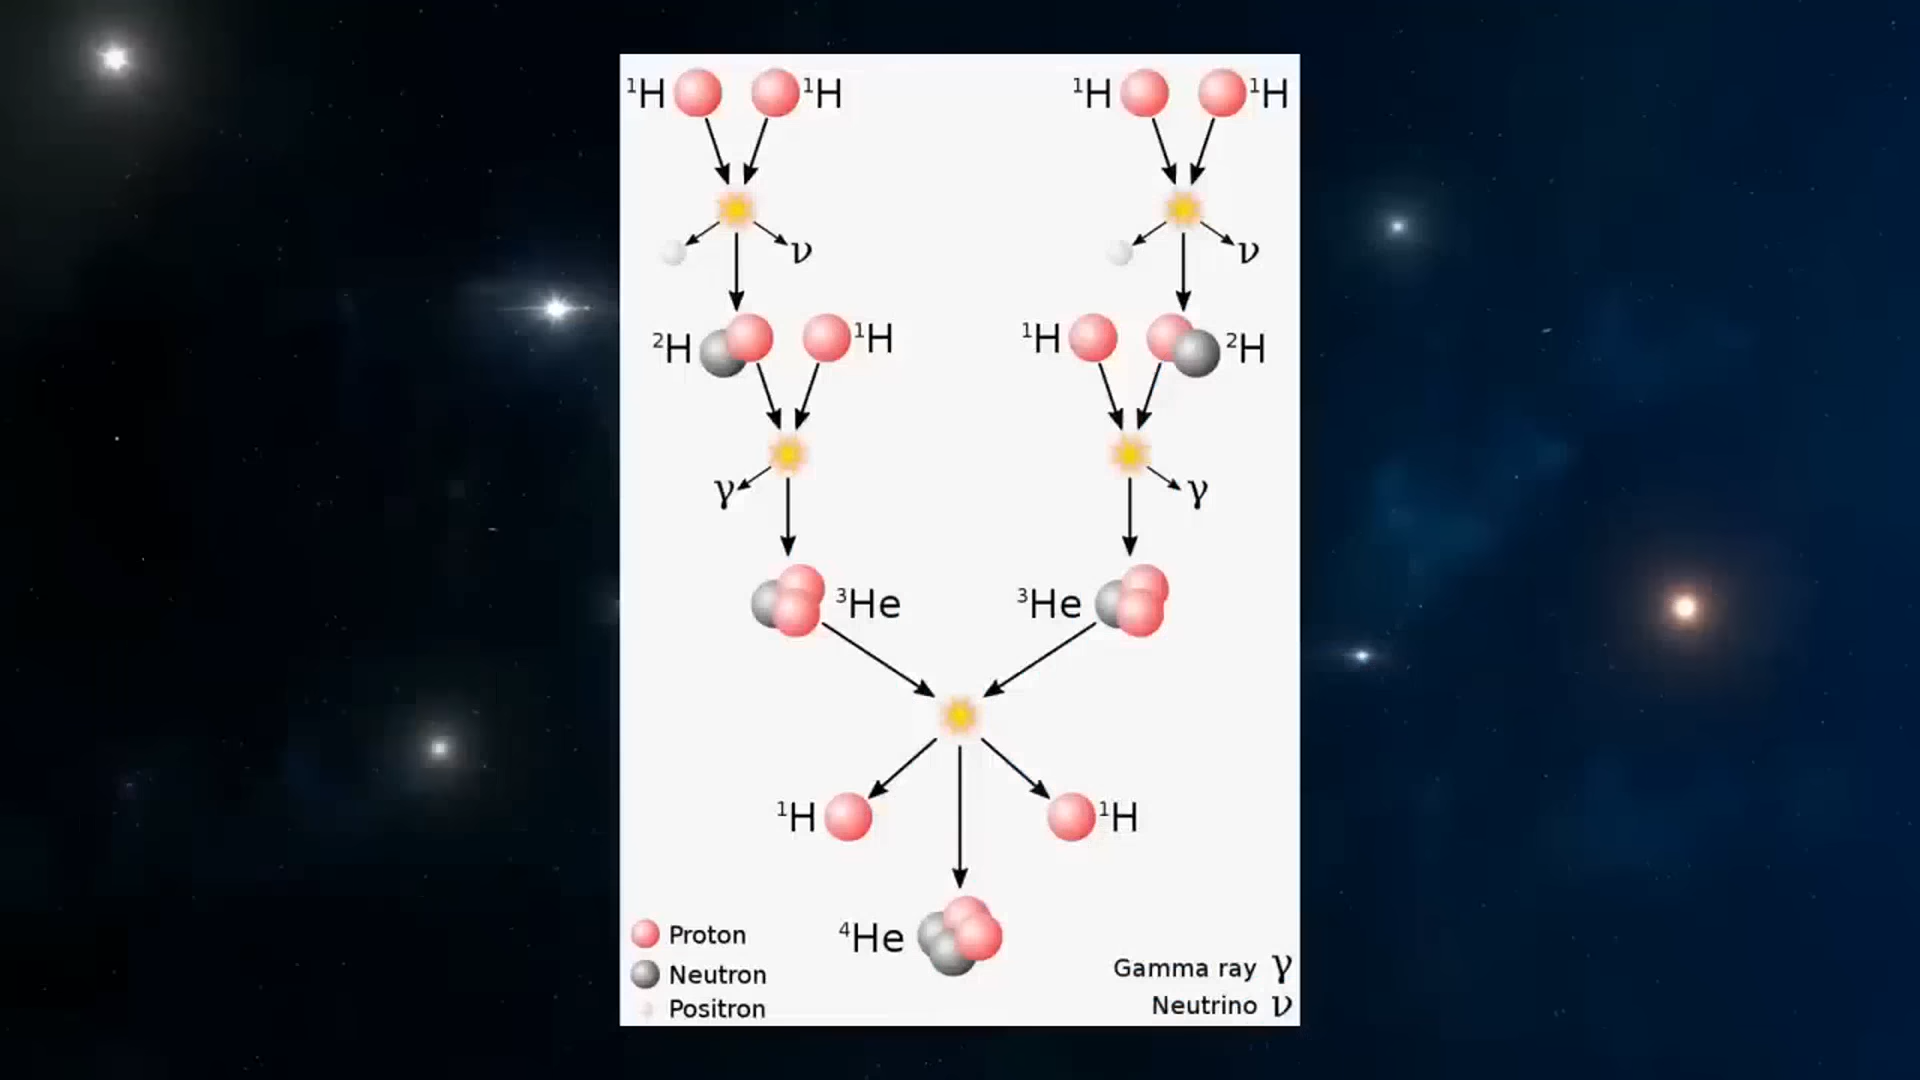 ¹H ¹H ¹H ¹H
ν ν
²H ¹H ¹H ²H
γ γ
³He ³He
¹H ¹H
⁴He
Proton
Neutron
Positron
Gamma ray γ
Neutrino ν